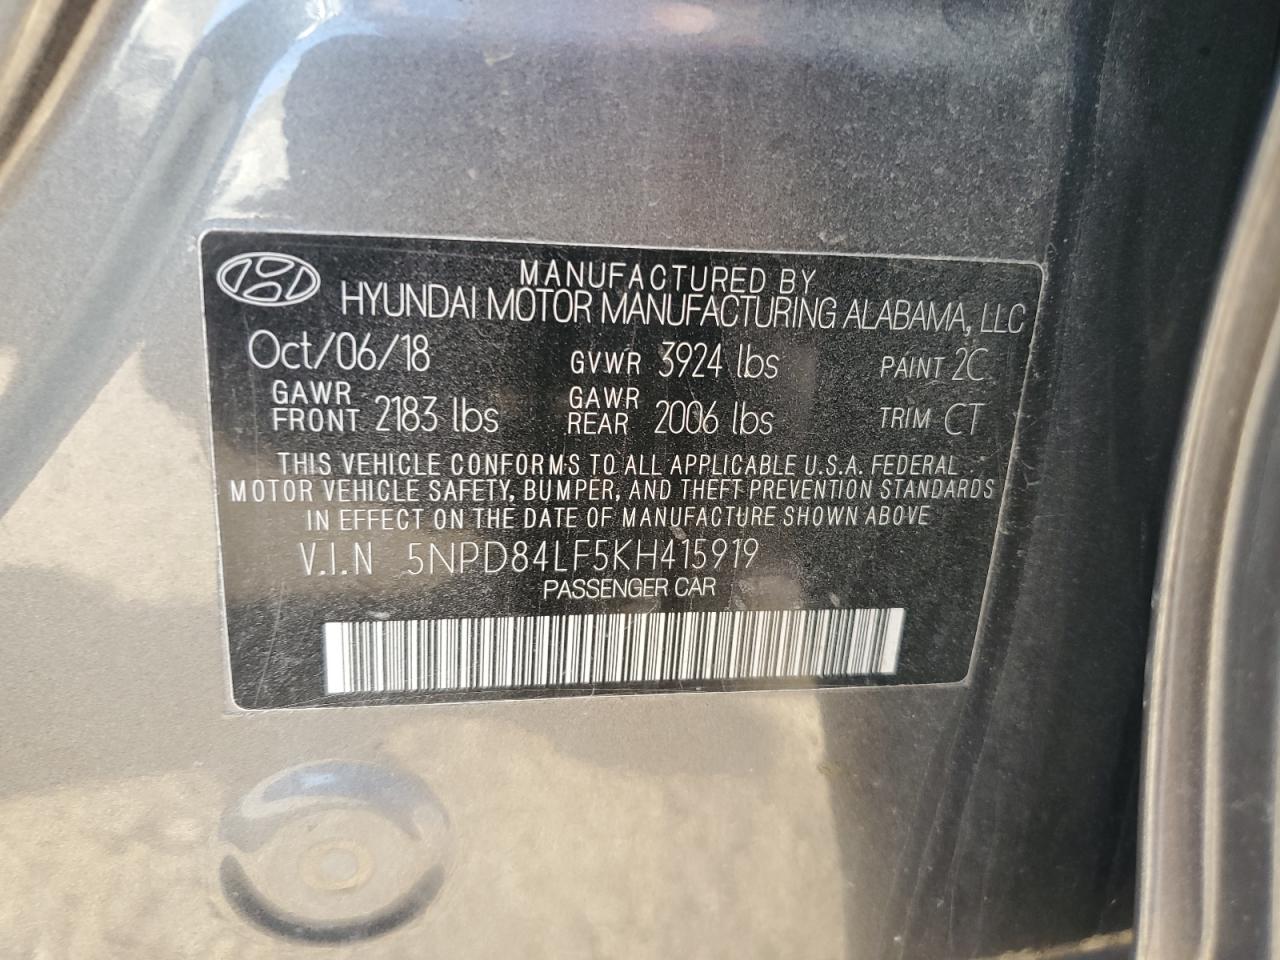 MANUFACTURED BY
HYUNDAI MOTOR MANUFACTURING ALABAMA, LLC
Oct/06/18 GVWR 3924 lbs PAINT 2C
GAWR FRONT 2183 lbs GAWR REAR 2006 lbs TRIM CT
THIS VEHICLE CONFORMS TO ALL APPLICABLE U.S.A. FEDERAL
MOTOR VEHICLE SAFETY, BUMPER, AND THEFT PREVENTION STANDARDS
IN EFFECT ON THE DATE OF MANUFACTURE SHOWN ABOVE
V.I.N 5NPD84LF5KH415919
PASSENGER CAR